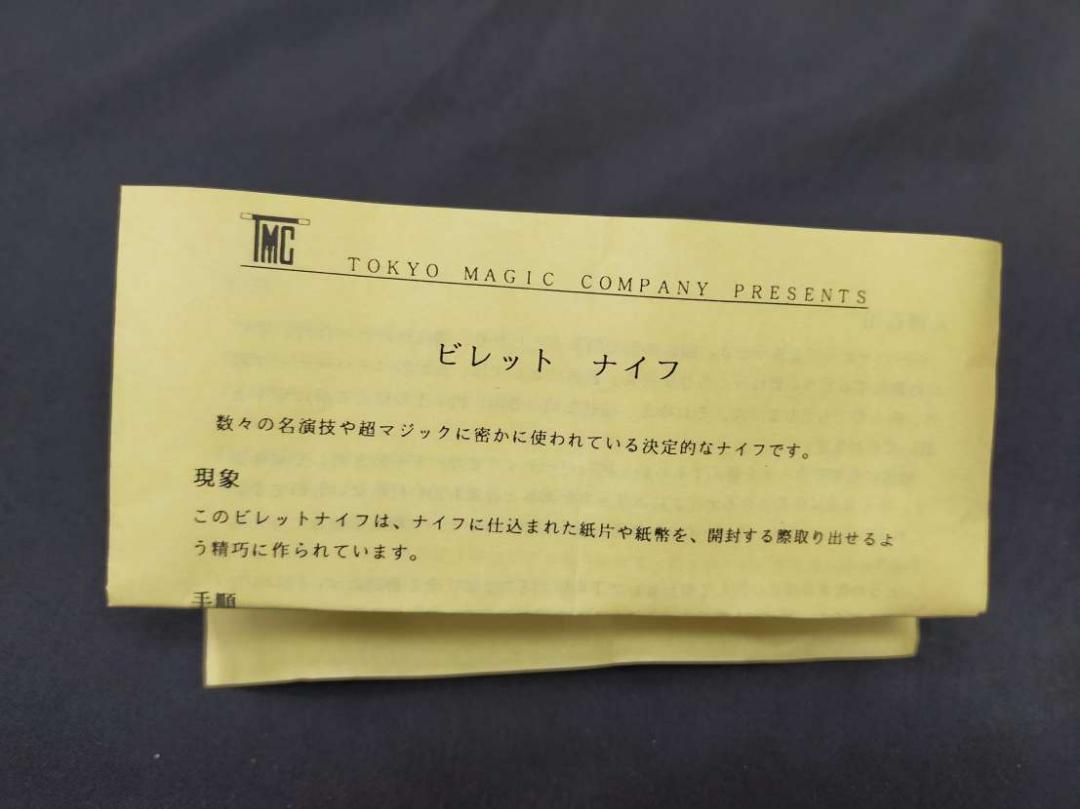 TMC
TOKYO MAGIC COMPANY PRESENTS
ビレット ナイフ
数々の名演技や超マジックに密かに使われている決定的なナイフです。
現象
このビレットナイフは、ナイフに仕込まれた紙片や紙幣を、開封する際取り出せるよ
う精巧に作られています。
手順